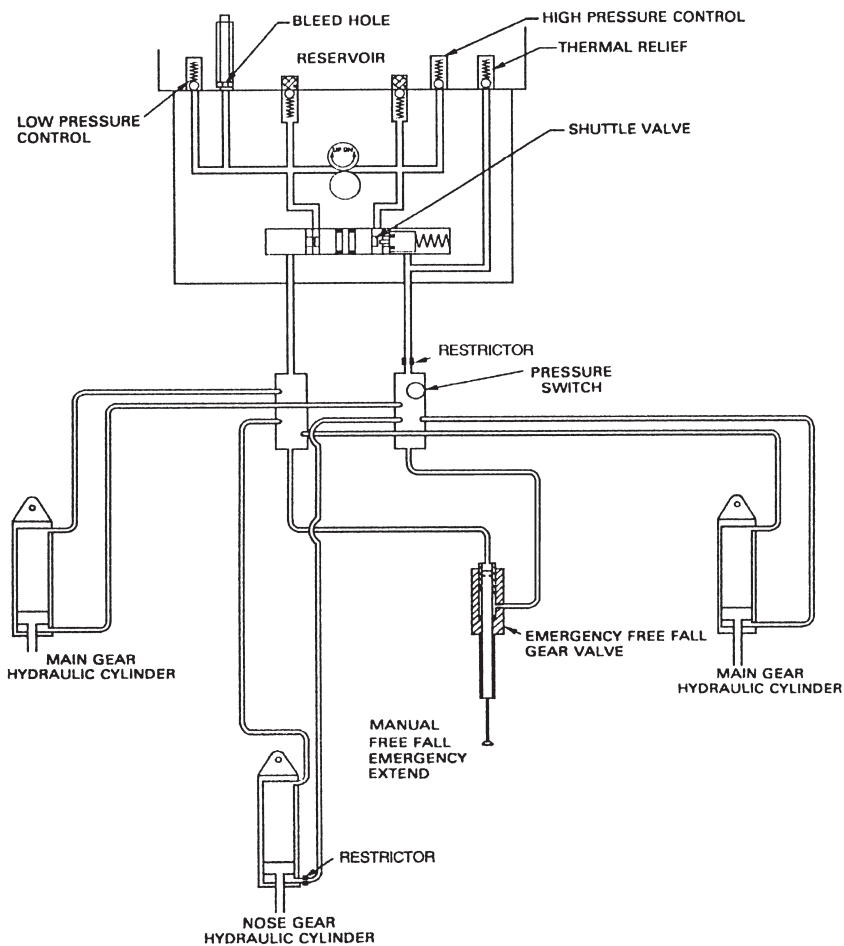 BLEED HOLE
HIGH PRESSURE CONTROL
RESERVOIR
THERMAL RELIEF
LOW PRESSURE
CONTROL
UP DN
SHUTTLE VALVE
RESTRICTOR
PRESSURE
SWITCH
EMERGENCY FREE FALL
GEAR VALVE
MAIN GEAR
HYDRAULIC CYLINDER
MAIN GEAR
HYDRAULIC CYLINDER
MANUAL
FREE FALL
EMERGENCY
EXTEND
RESTRICTOR
NOSE GEAR
HYDRAULIC CYLINDER